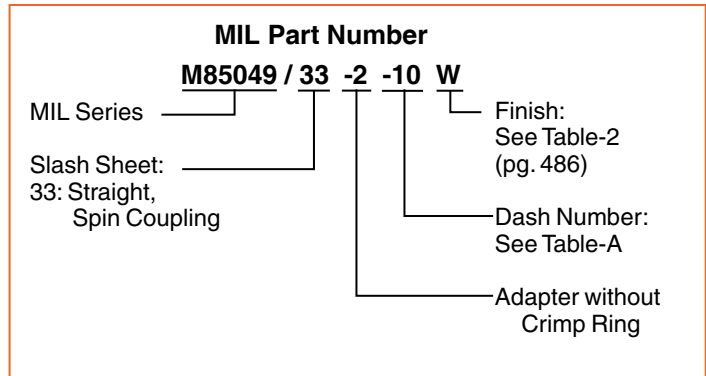 MIL Part Number
M85049 / 33 -2 -10 W
MIL Series
Slash Sheet:
33: Straight,
Spin Coupling
Finish:
See Table-2
(pg. 486)
Dash Number:
See Table-A
Adapter without
Crimp Ring